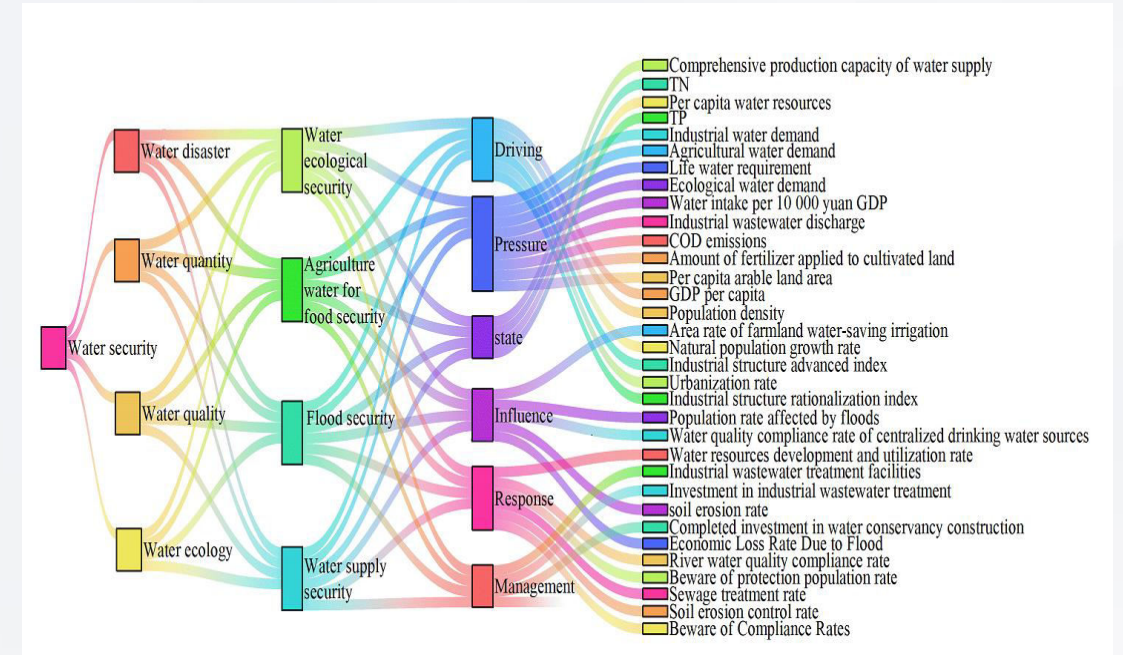 Water security
Water disaster
Water quantity
Water quality
Water ecology
Water
ecological
security
Agriculture
water for
food security
Flood security
Water supply
security
Driving
Pressure
state
Influence
Response
Management
Comprehensive production capacity of water supply
TN
Per capita water resources
TP
Industrial water demand
Agricultural water demand
Life water requirement
Ecological water demand
Water intake per 10 000 yuan GDP
Industrial wastewater discharge
COD emissions
Amount of fertilizer applied to cultivated land
Per capita arable land area
GDP per capita
Population density
Area rate of farmland water-saving irrigation
Natural population growth rate
Industrial structure advanced index
Urbanization rate
Industrial structure rationalization index
Population rate affected by floods
Water quality compliance rate of centralized drinking water sources
Water resources development and utilization rate
Industrial wastewater treatment facilities
Investment in industrial wastewater treatment
soil erosion rate
Completed investment in water conservancy construction
Economic Loss Rate Due to Flood
River water quality compliance rate
Beware of protection population rate
Sewage treatment rate
Soil erosion control rate
Beware of Compliance Rates